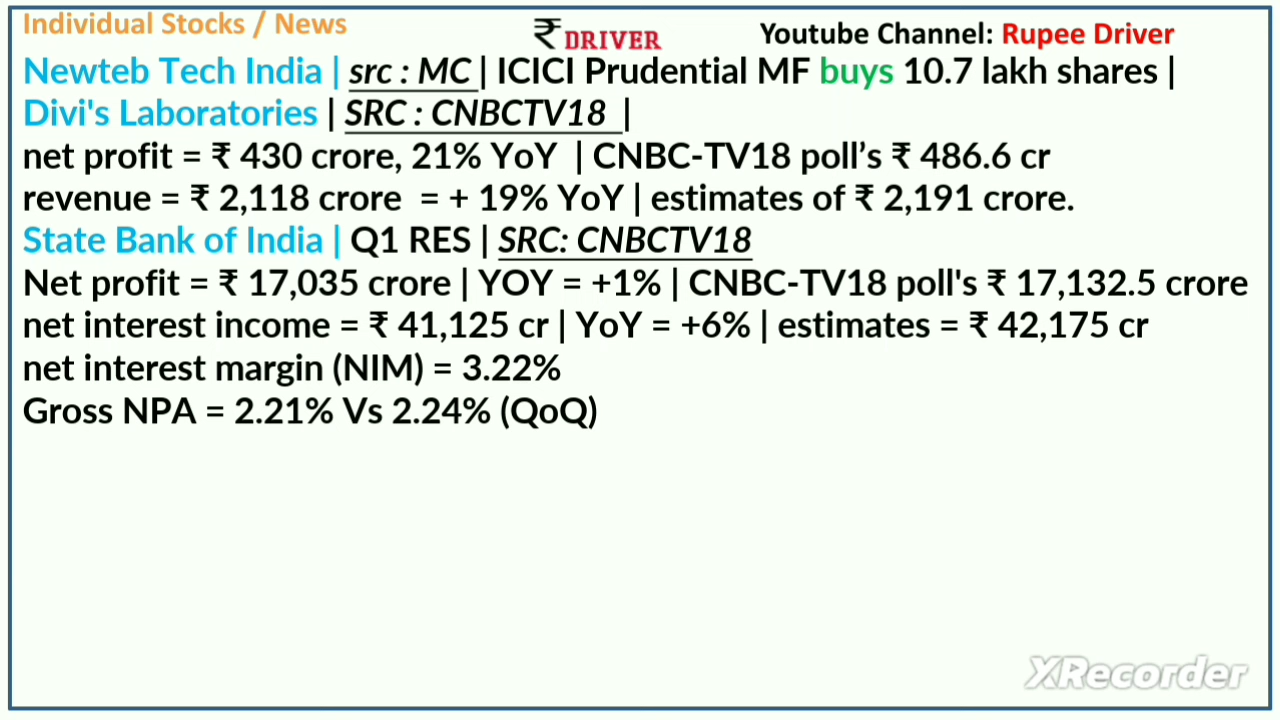 Individual Stocks / News
₹ DRIVER
Youtube Channel: Rupee Driver
Newteb Tech India | src : MC | ICICI Prudential MF buys 10.7 lakh shares |
Divi's Laboratories | SRC : CNBCTV18 |
net profit = ₹ 430 crore, 21% YoY | CNBC-TV18 poll’s ₹ 486.6 cr
revenue = ₹ 2,118 crore = + 19% YoY | estimates of ₹ 2,191 crore.
State Bank of India | Q1 RES | SRC: CNBCTV18
Net profit = ₹ 17,035 crore | YOY = +1% | CNBC-TV18 poll's ₹ 17,132.5 crore
net interest income = ₹ 41,125 cr | YoY = +6% | estimates = ₹ 42,175 cr
net interest margin (NIM) = 3.22%
Gross NPA = 2.21% Vs 2.24% (QoQ)
XRecorder